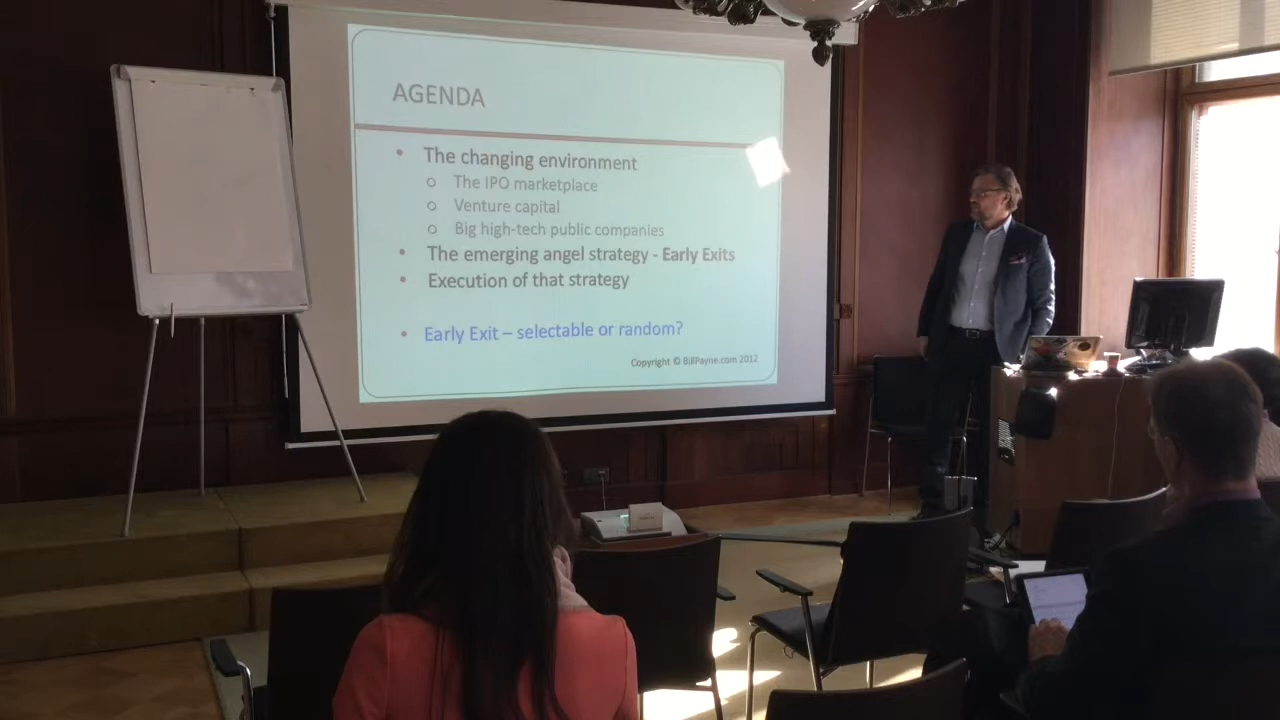 AGENDA
• The changing environment
o The IPO marketplace
o Venture capital
o Big high-tech public companies
• The emerging angel strategy - Early Exits
• Execution of that strategy
• Early Exit – selectable or random?
Copyright © BillPayne.com 2012